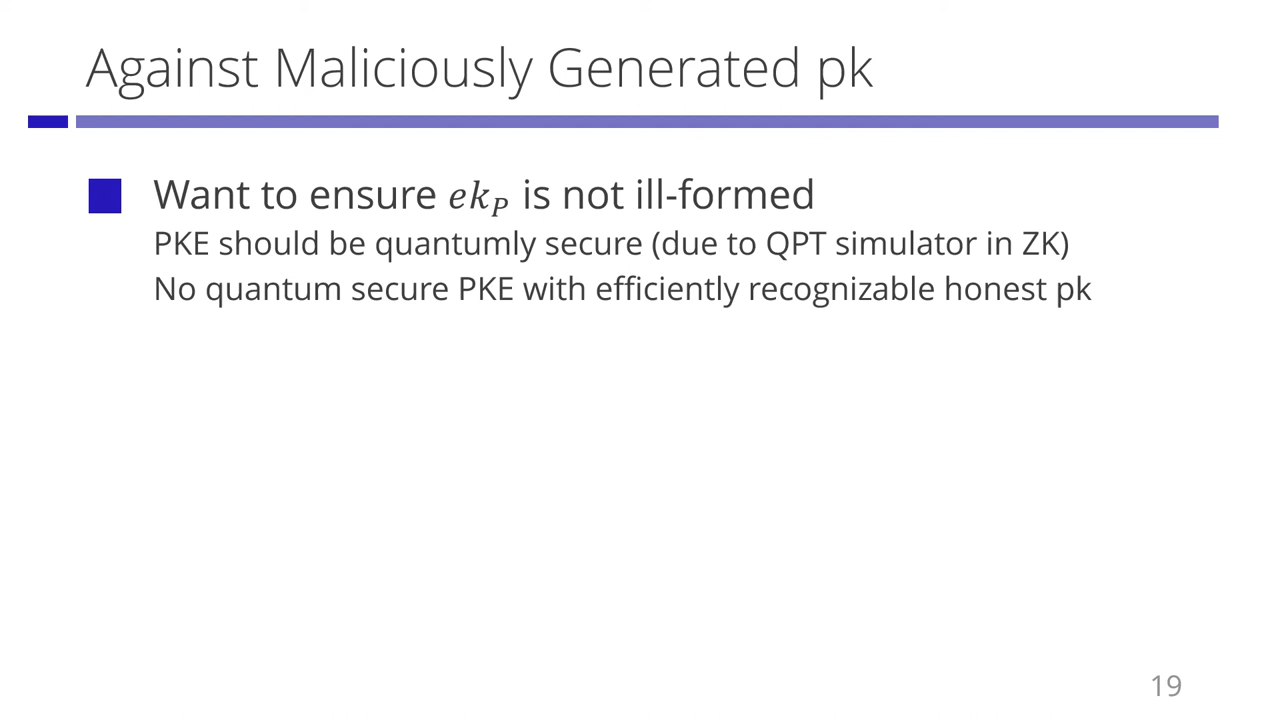 Against Maliciously Generated pk
Want to ensure 𝑒𝑘_𝑃 is not ill-formed
PKE should be quantumly secure (due to QPT simulator in ZK)
No quantum secure PKE with efficiently recognizable honest pk
19